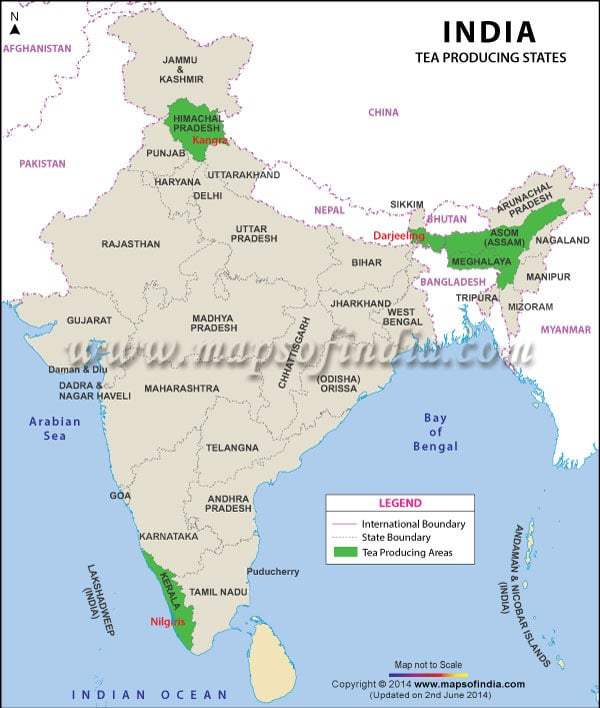 N
INDIA
TEA PRODUCING STATES
AFGHANISTAN
JAMMU
&
KASHMIR
CHINA
HIMACHAL
PRADESH
Kangra
PUNJAB
PAKISTAN
UTTARAKHAND
HARYANA
DELHI
SIKKIM
ARUNACHAL
PRADESH
NEPAL
BHUTAN
Darjeeling
ASOM
(ASSAM)
NAGALAND
UTTAR
PRADESH
RAJASTHAN
BIHAR
MEGHALAYA
MANIPUR
BANGLADESH
TRIPURA
MIZORAM
JHARKHAND
WEST
BENGAL
MYANMAR
GUJARAT
MADHYA
PRADESH
CHHATTISGARH
www.mapsofindia.com
Daman & Diu
DADRA &
NAGAR HAVELI
MAHARASHTRA
(ODISHA)
ORISSA
Arabian
Sea
Bay
of
Bengal
TELANGNA
GOA
ANDHRA
PRADESH
LEGEND
International Boundary
State Boundary
Tea Producing Areas
KARNATAKA
Puducherry
LAKSHADWEEP
(INDIA)
KERALA
TAMIL NADU
Nilgiris
ANDAMAN & NICOBAR ISLANDS
(INDIA)
Map not to Scale
Copyright © 2014 www.mapsofindia.com
(Updated on 2nd June 2014)
INDIAN OCEAN